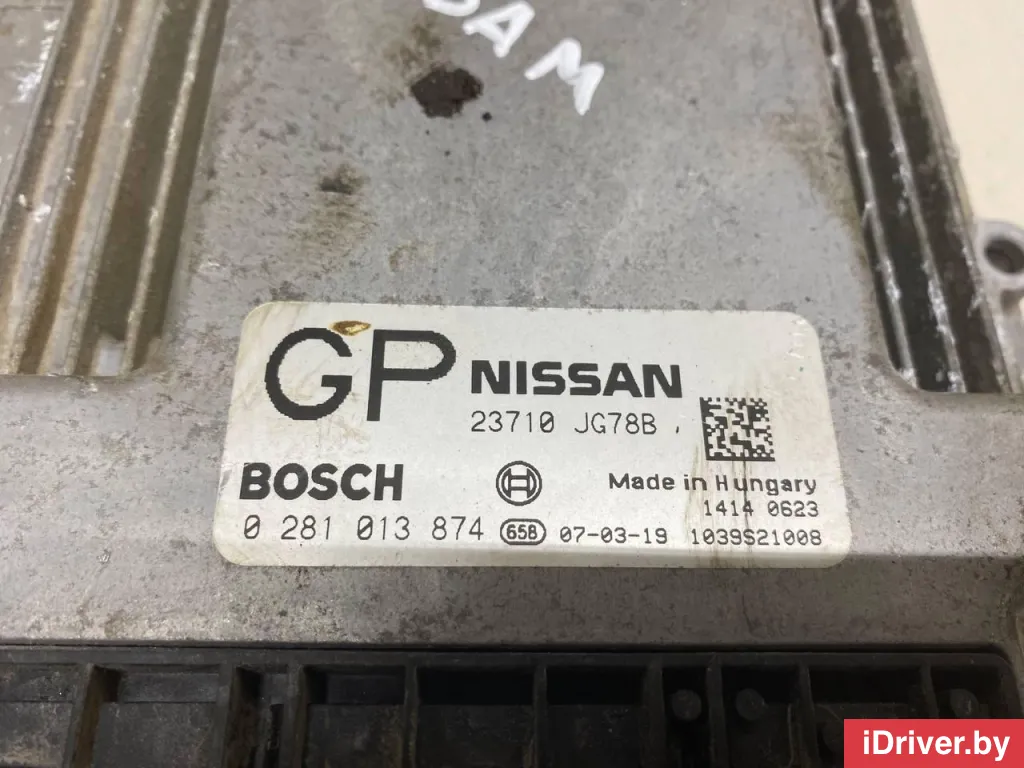 GP NISSAN
23710 JG78B
BOSCH
Made in Hungary
1414 0623
0 281 013 874 65B 07-03-19 1039S21008
iDriver.by